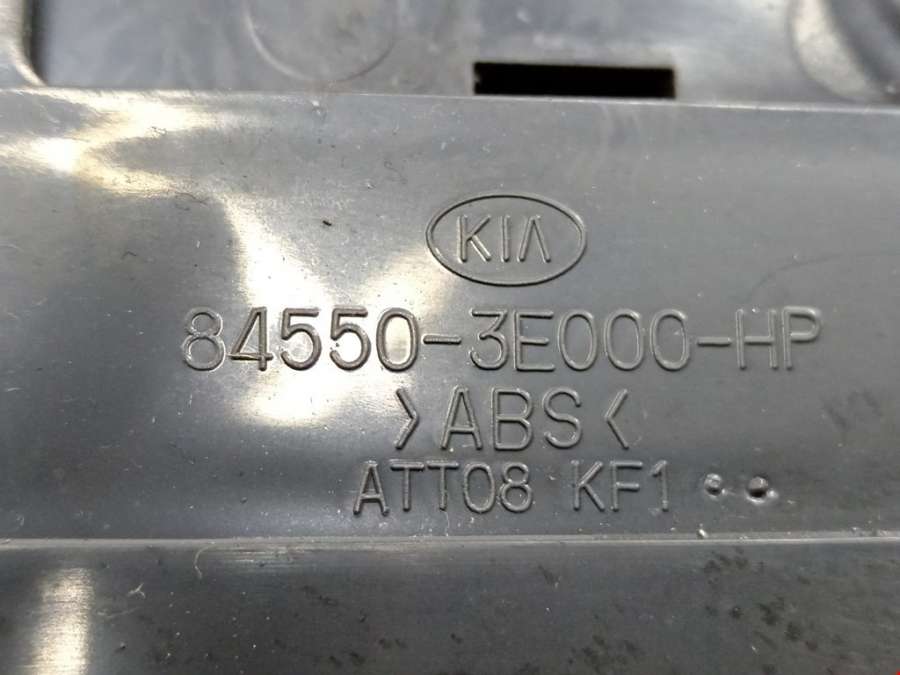 KIA
84550-3E000-HP
>ABS<
ATT08 KF1